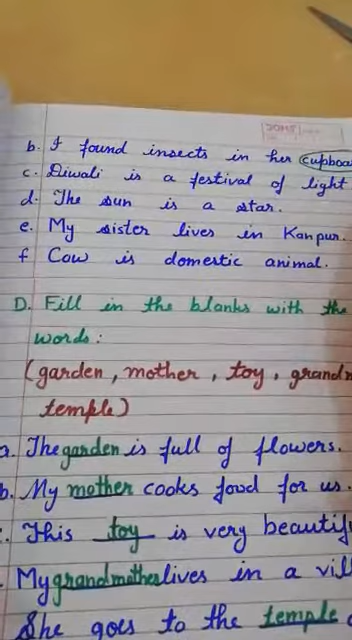 b. I found insects in her cupboa
c. Diwali is a festival of light
d. The sun is a star.
e. My sister lives in Kanpur.
f Cow is domestic animal.
D. Fill in the blanks with the
words:
(garden, mother, toy, grandm
temple)
a. The garden is full of flowers.
b. My mother cooks food for us.
This toy is very beautif
My grandmother lives in a vill
She goes to the temple